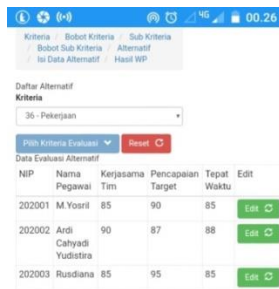 4G 00.26
Kriteria / Bobot Kriteria / Sub Kriteria
/ Bobot Sub Kriteria / Alternatif
/ Isi Data Alternatif / Hasil WP
Daftar Alternatif
Kriteria
36 - Pekerjaan
Pilih Kriteria Evaluasi Reset
Data Evaluasi Alternatif
NIP Nama Pegawai Kerjasama Tim Pencapaian Target Tepat Waktu Edit
202001 M.Yosril 85 90 85 Edit
202002 Ardi Cahyadi Yudistira 90 87 88 Edit
202003 Rusdiana 85 95 85 Edit